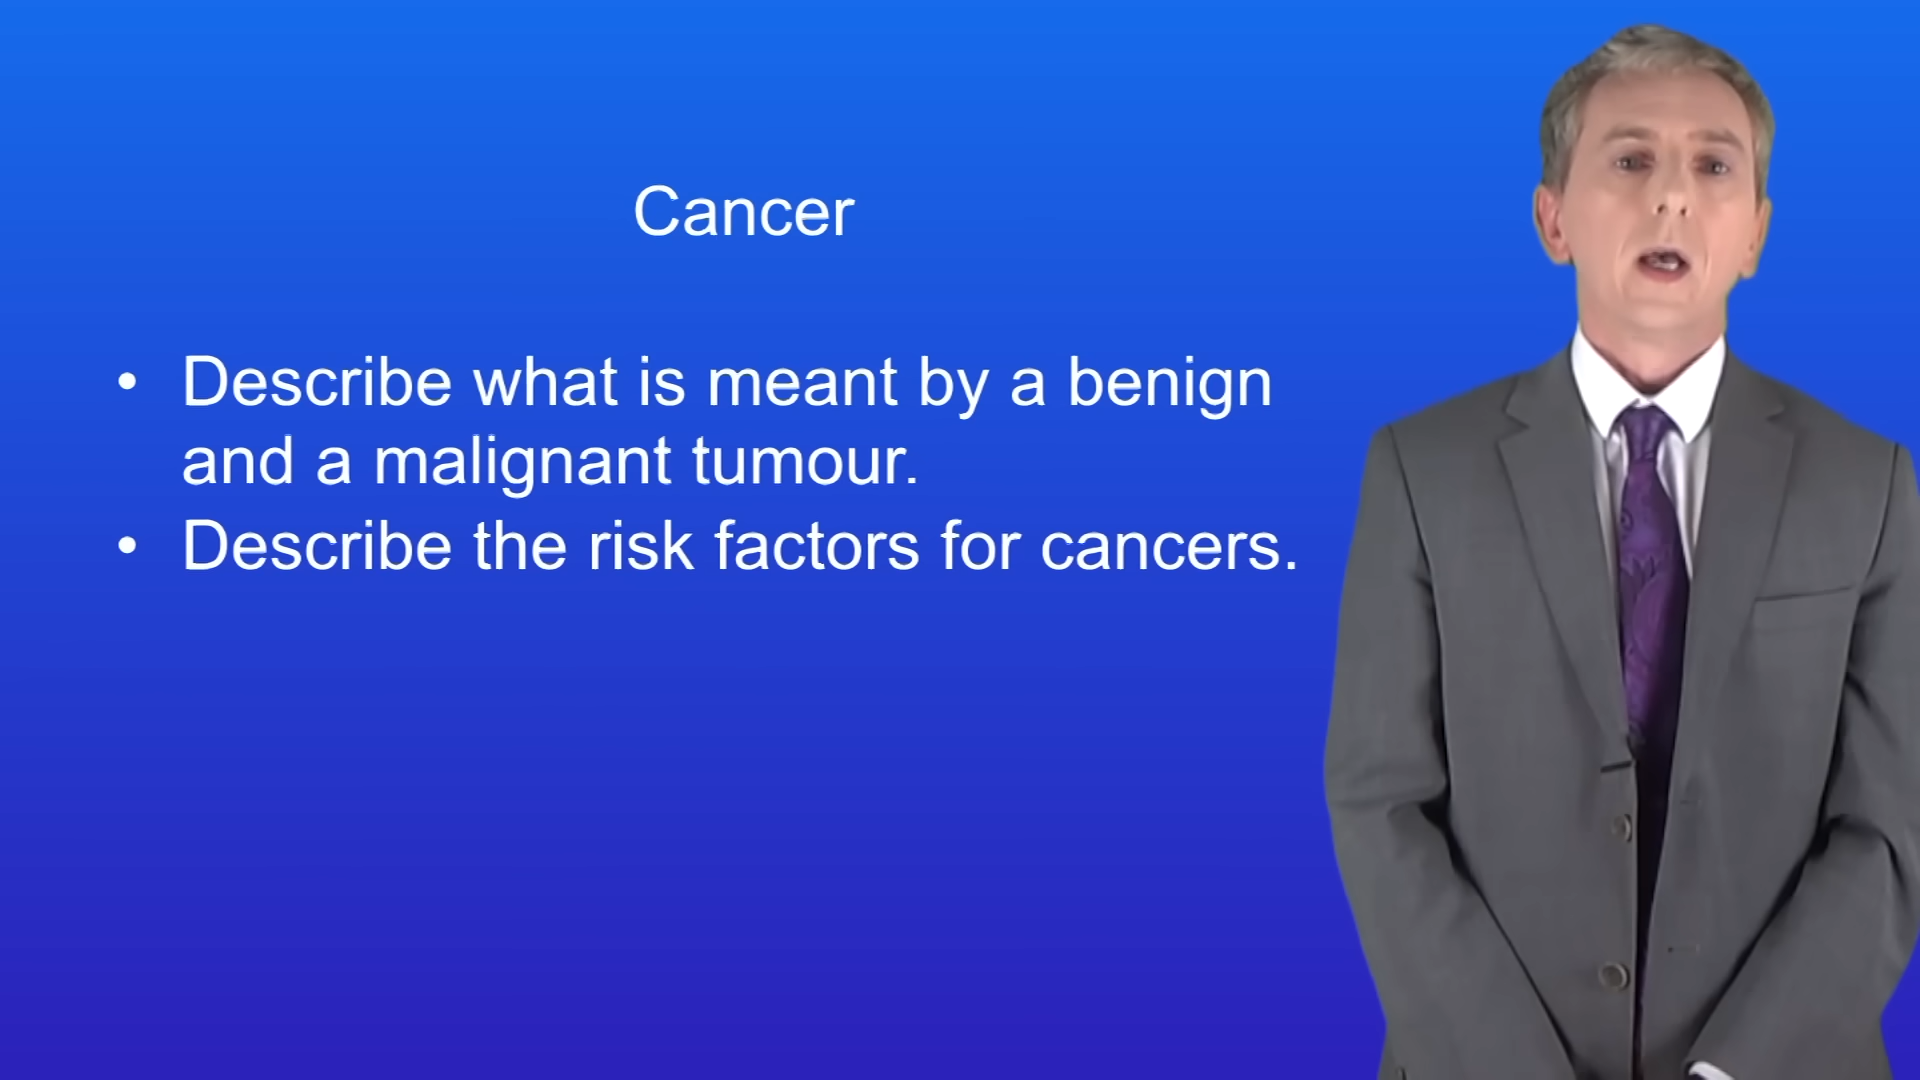 Cancer
• Describe what is meant by a benign
and a malignant tumour.
• Describe the risk factors for cancers.